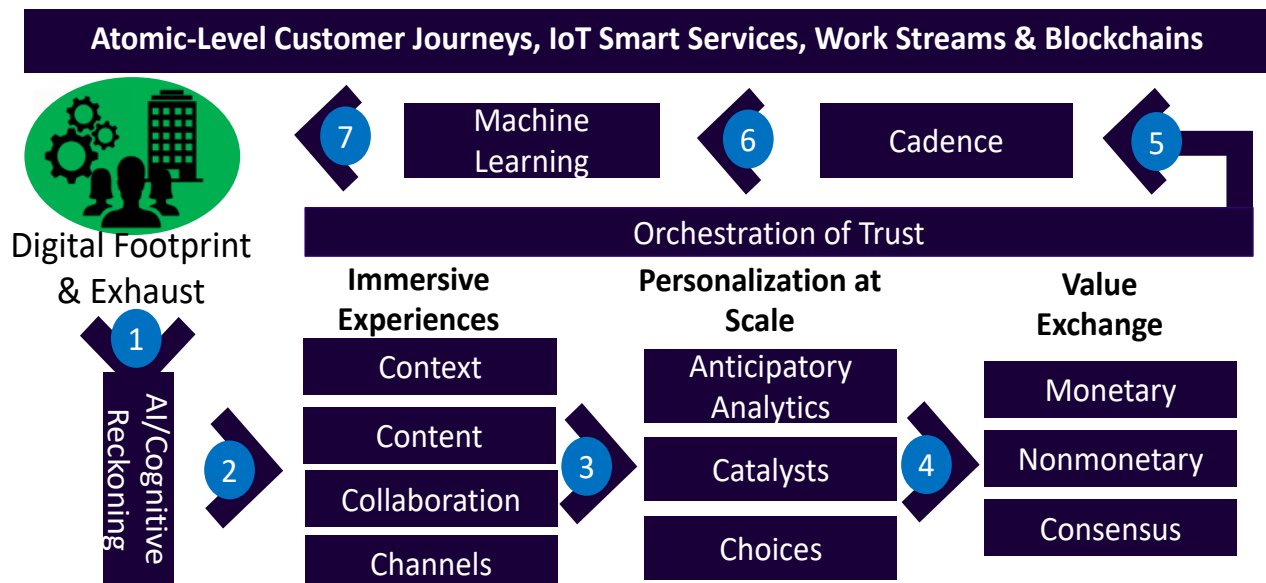 Atomic-Level Customer Journeys, IoT Smart Services, Work Streams & Blockchains
7
Machine
Learning
6
Cadence
5
Digital Footprint
& Exhaust
Orchestration of Trust
1
AI/Cognitive
Reckoning
2
Immersive
Experiences
Context
Content
Collaboration
Channels
3
Personalization at
Scale
Anticipatory
Analytics
Catalysts
Choices
4
Value
Exchange
Monetary
Nonmonetary
Consensus